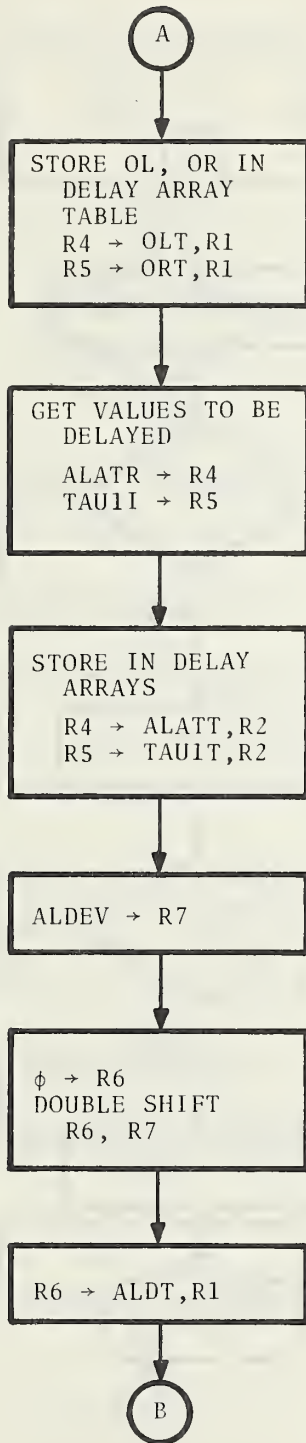 A
STORE OL, OR IN
DELAY ARRAY
TABLE
R4 → OLT,R1
R5 → ORT,R1
GET VALUES TO BE
DELAYED
ALATR → R4
TAU1I → R5
STORE IN DELAY
ARRAYS
R4 → ALATT,R2
R5 → TAU1T,R2
ALDEV → R7
ϕ → R6
DOUBLE SHIFT
R6, R7
R6 → ALDT,R1
B